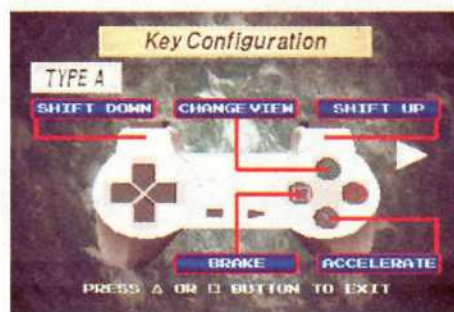 Key Configuration
TYPE A
SHIFT DOWN CHANGE VIEW SHIFT UP
BRAKE ACCELERATE
PRESS △ OR □ BUTTON TO EXIT